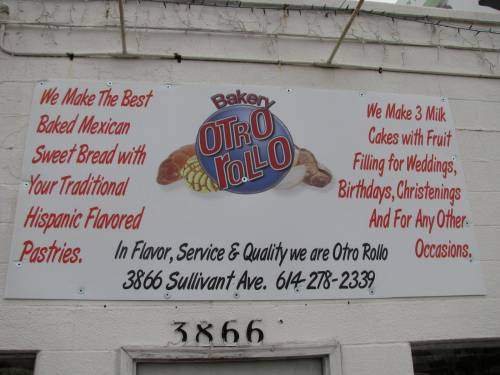 We Make The Best
Baked Mexican
Sweet Bread with
Your Traditional
Hispanic Flavored
Pastries.
Bakery
OTRO
rOLLO
We Make 3 Milk
Cakes with Fruit
Filling for Weddings,
Birthdays, Christenings
And For Any Other
Occasions.
In Flavor, Service & Quality we are Otro Rollo
3866 Sullivant Ave. 614-278-2339
3866